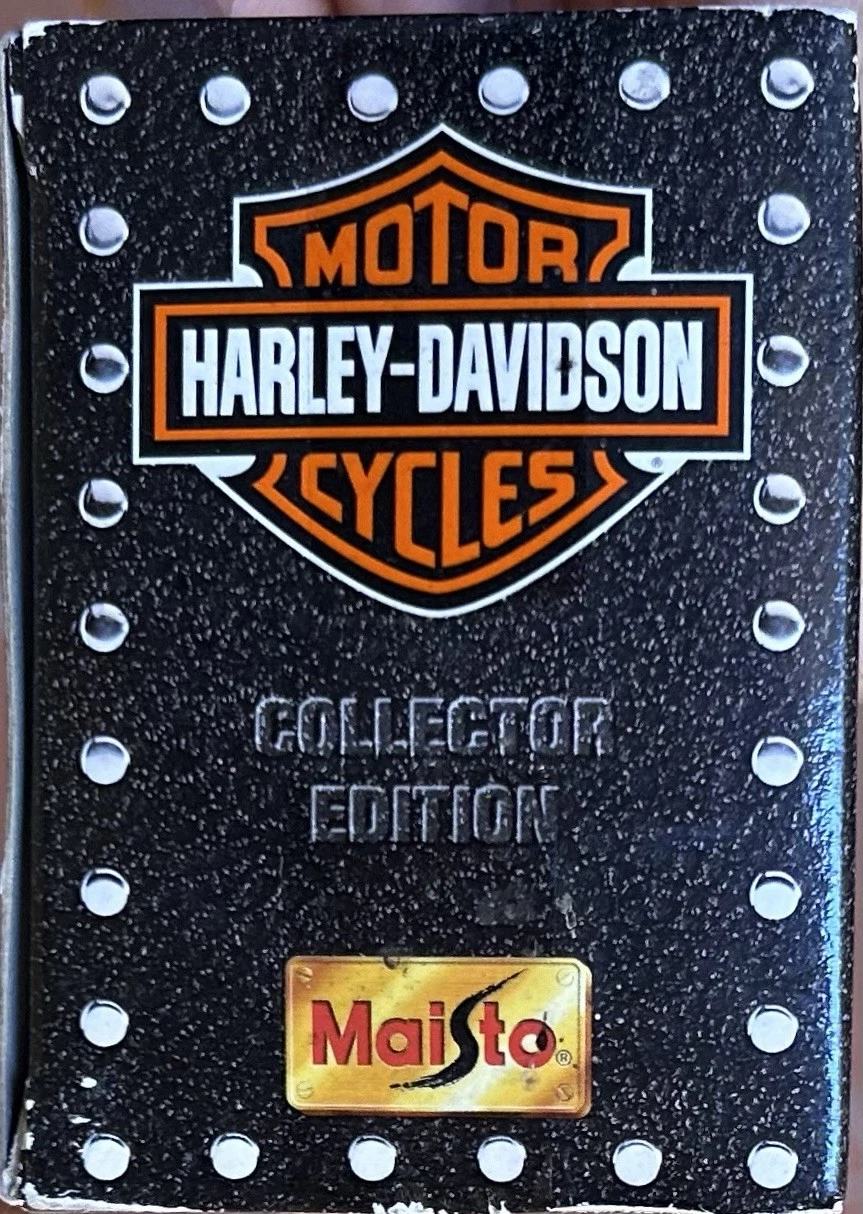 MOTOR
HARLEY-DAVIDSON
CYCLES
®
COLLECTOR
EDITION
Maisto®